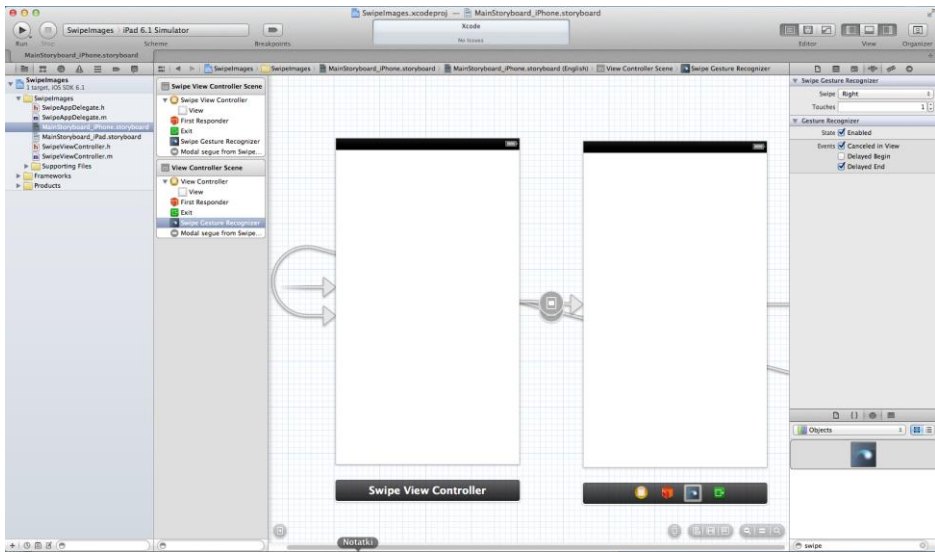 SwipeImages.xcodeproj — MainStoryboard_iPhone.storyboard
SwipeImages iPad 6.1 Simulator
Xcode
No Issues
Run Stop Scheme Breakpoints Editor View Organizer
MainStoryboard_iPhone.storyboard
SwipeImages SwipeImages MainStoryboard_iPhone.storyboard MainStoryboard_iPhone.storyboard (English) View Controller Scene Swipe Gesture Recognizer
SwipeImages
1 target, iOS SDK 6.1
SwipeImages
h SwipeAppDelegate.h
m SwipeAppDelegate.m
MainStoryboard_iPhone.storyboard
MainStoryboard_iPad.storyboard
h SwipeViewController.h
m SwipeViewController.m
Supporting Files
Frameworks
Products
Swipe View Controller Scene
Swipe View Controller
View
First Responder
Exit
Swipe Gesture Recognizer
Modal segue from Swipe...
View Controller Scene
View Controller
View
First Responder
Exit
Swipe Gesture Recognizer
Modal segue from Swipe...
Swipe View Controller
Swipe Gesture Recognizer
Swipe Right
Touches 1
Gesture Recognizer
State Enabled
Events Canceled in View
Delayed Begin
Delayed End
Objects
swipe
Notatki